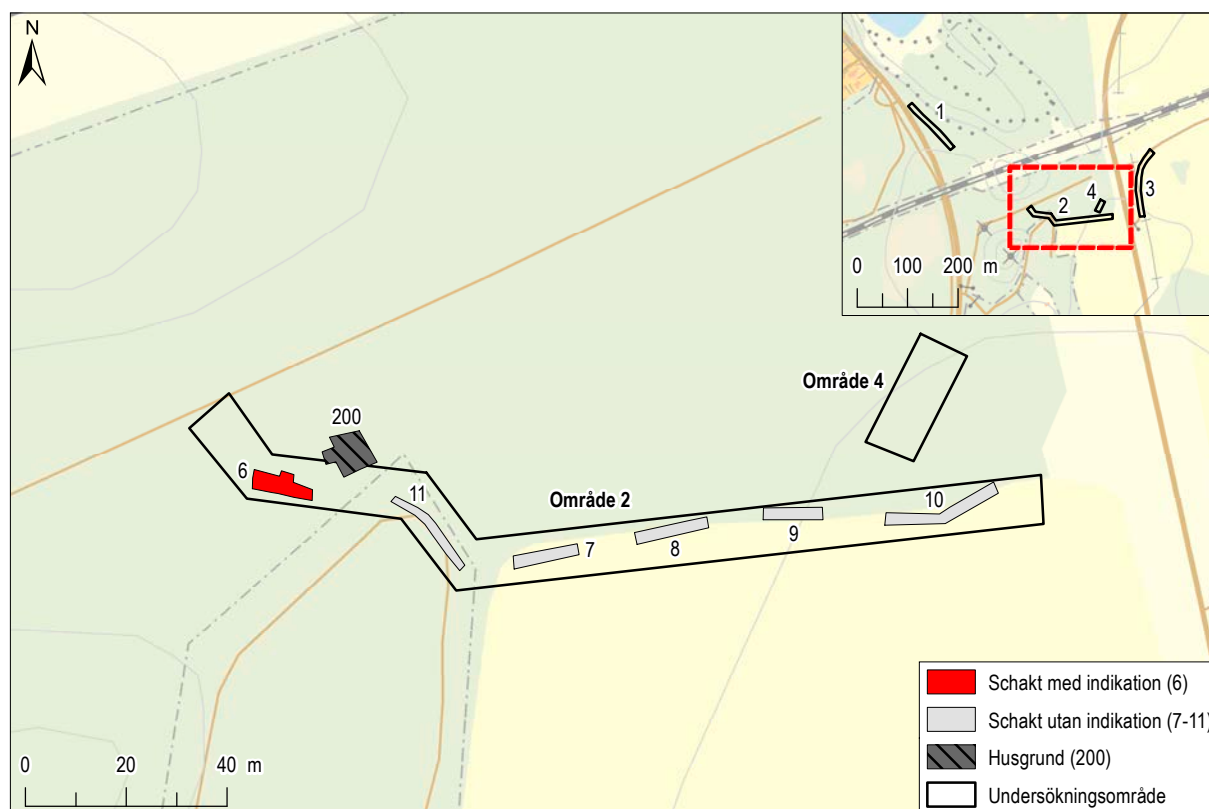 N
1
2
4
3
0 100 200 m
Område 4
200
6
11
Område 2
10
7
8
9
Schakt med indikation (6)
Schakt utan indikation (7-11)
Husgrund (200)
Undersökningsområde
0 20 40 m